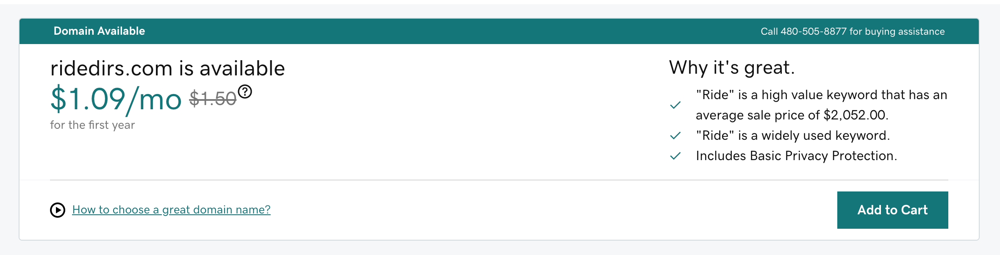 Domain Available
Call 480-505-8877 for buying assistance
ridedirs.com is available
$1.09/mo $1.50
for the first year
Why it's great.
"Ride" is a high value keyword that has an
average sale price of $2,052.00.
"Ride" is a widely used keyword.
Includes Basic Privacy Protection.
How to choose a great domain name?
Add to Cart